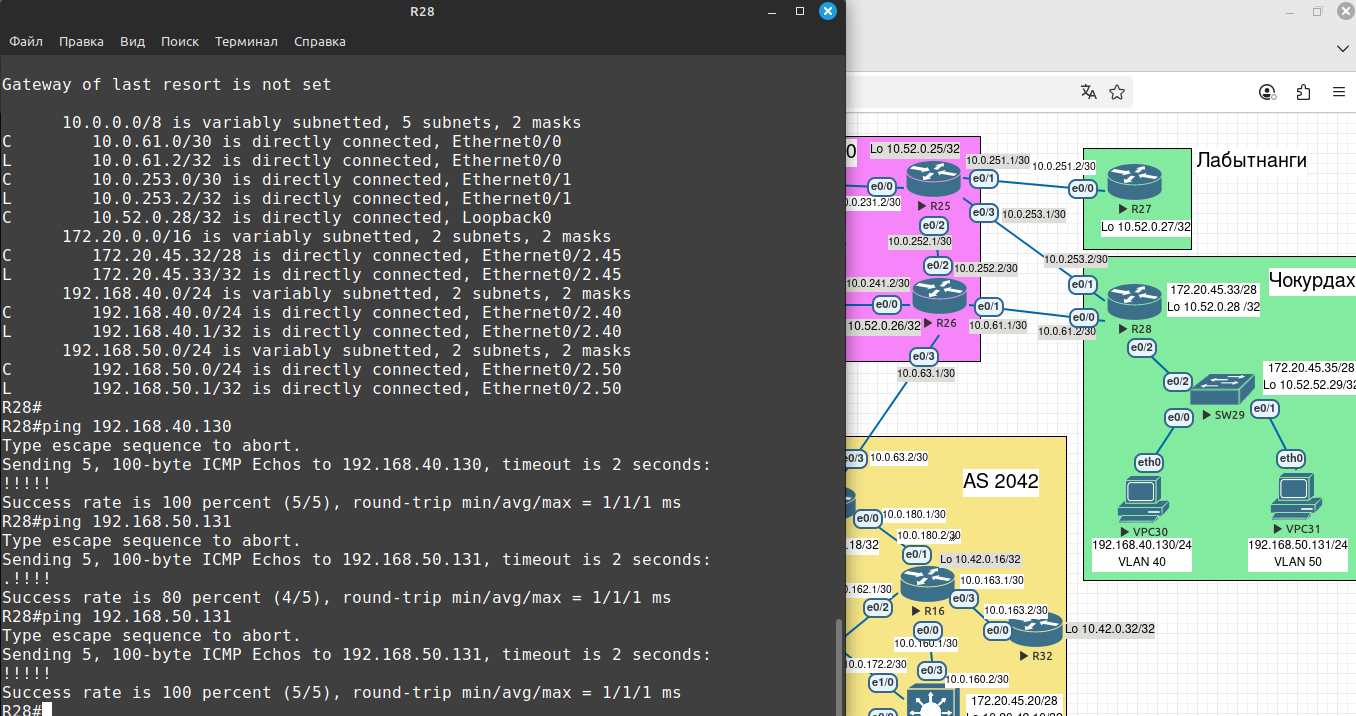 R28
Файл Правка Вид Поиск Терминал Справка
Gateway of last resort is not set
10.0.0.0/8 is variably subnetted, 5 subnets, 2 masks
C 10.0.61.0/30 is directly connected, Ethernet0/0
L 10.0.61.2/32 is directly connected, Ethernet0/0
C 10.0.253.0/30 is directly connected, Ethernet0/1
L 10.0.253.2/32 is directly connected, Ethernet0/1
C 10.52.0.28/32 is directly connected, Loopback0
172.20.0.0/16 is variably subnetted, 2 subnets, 2 masks
C 172.20.45.32/28 is directly connected, Ethernet0/2.45
L 172.20.45.33/32 is directly connected, Ethernet0/2.45
192.168.40.0/24 is variably subnetted, 2 subnets, 2 masks
C 192.168.40.0/24 is directly connected, Ethernet0/2.40
L 192.168.40.1/32 is directly connected, Ethernet0/2.40
192.168.50.0/24 is variably subnetted, 2 subnets, 2 masks
C 192.168.50.0/24 is directly connected, Ethernet0/2.50
L 192.168.50.1/32 is directly connected, Ethernet0/2.50
R28#
R28#ping 192.168.40.130
Type escape sequence to abort.
Sending 5, 100-byte ICMP Echos to 192.168.40.130, timeout is 2 seconds:
!!!!!
Success rate is 100 percent (5/5), round-trip min/avg/max = 1/1/1 ms
R28#ping 192.168.50.131
Type escape sequence to abort.
Sending 5, 100-byte ICMP Echos to 192.168.50.131, timeout is 2 seconds:
.!!!!
Success rate is 80 percent (4/5), round-trip min/avg/max = 1/1/1 ms
R28#ping 192.168.50.131
Type escape sequence to abort.
Sending 5, 100-byte ICMP Echos to 192.168.50.131, timeout is 2 seconds:
!!!!!
Success rate is 100 percent (5/5), round-trip min/avg/max = 1/1/1 ms
R28#
0
Lo 10.52.0.25/32
e0/0
0.231.2/30
R25
e0/1
10.0.251.1/30
10.0.251.2/30
e0/0
R27
Lo 10.52.0.27/32
Лабытнанги
e0/3
10.0.253.1/30
e0/2
10.0.252.1/30
e0/2
10.0.252.2/30
10.0.241.2/30
e0/0
10.52.0.26/32
R26
e0/1
10.0.61.1/30
e0/3
10.0.63.1/30
10.0.253.2/30
e0/1
e0/0
10.0.61.2/30
R28
172.20.45.33/28
Lo 10.52.0.28 /32
Чокурдах
e0/2
e0/2
172.20.45.35/28
Lo 10.52.52.29/32
SW29
e0/0
e0/1
eth0
eth0
VPC30
192.168.40.130/24
VLAN 40
VPC31
192.168.50.131/24
VLAN 50
e0/3
10.0.63.2/30
AS 2042
e0/0
10.0.180.1/30
.18/32
10.0.180.2/30
e0/1
Lo 10.42.0.16/32
0.162.1/30
e0/2
R16
10.0.163.1/30
e0/3
10.0.163.2/30
e0/0
Lo 10.42.0.32/32
R32
e0/0
10.0.160.1/30
0.0.172.2/30
e1/0
e0/3
10.0.160.2/30
172.20.45.20/28